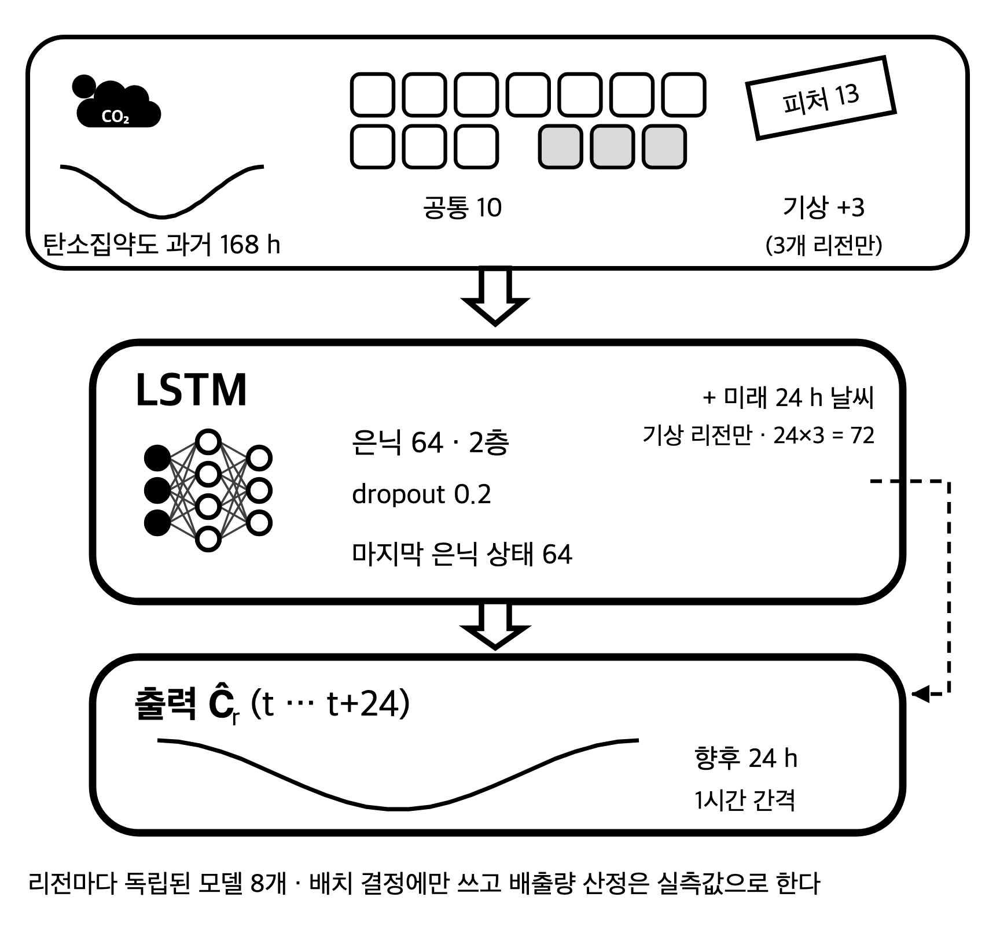 CO₂
피처 13
공통 10
기상 +3
탄소집약도 과거 168 h
(3개 리전만)
LSTM
+ 미래 24 h 날씨
기상 리전만 · 24×3 = 72
은닉 64 · 2층
dropout 0.2
마지막 은닉 상태 64
출력 Ĉr (t ⋯ t+24)
향후 24 h
1시간 간격
리전마다 독립된 모델 8개 · 배치 결정에만 쓰고 배출량 산정은 실측값으로 한다